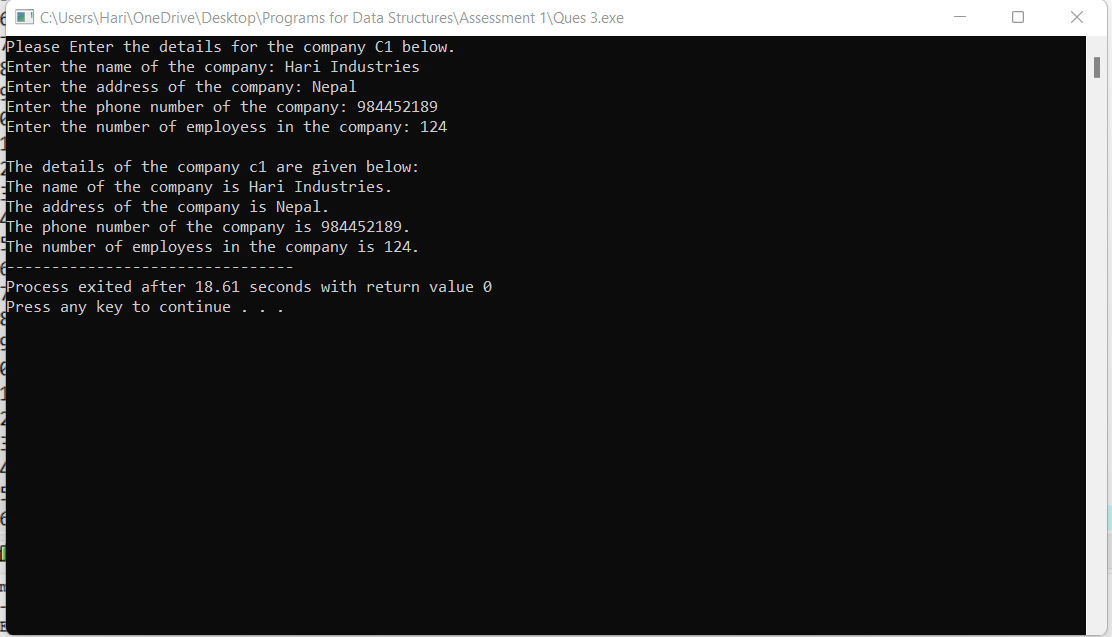 C:\Users\Hari\OneDrive\Desktop\Programs for Data Structures\Assessment 1\Ques 3.exe
Please Enter the details for the company C1 below.
Enter the name of the company: Hari Industries
Enter the address of the company: Nepal
Enter the phone number of the company: 984452189
Enter the number of employess in the company: 124

The details of the company c1 are given below:
The name of the company is Hari Industries.
The address of the company is Nepal.
The phone number of the company is 984452189.
The number of employess in the company is 124.
--------------------------------
Process exited after 18.61 seconds with return value 0
Press any key to continue . . .